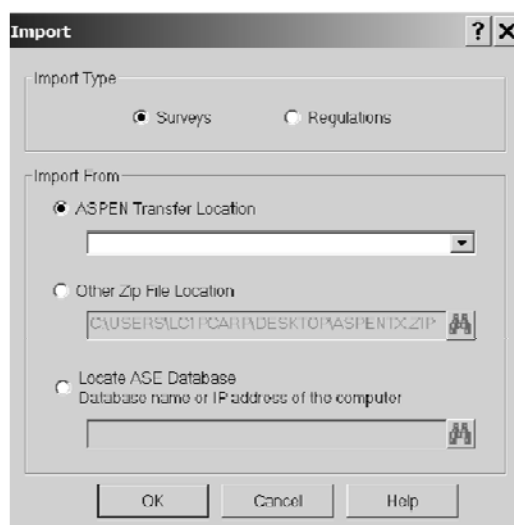 Import
Import Type
Surveys Regulations
Import From
ASPEN Transfer Location
Other Zip File Location
C:\USERS\LC1PCARP\DESKTOP\ASPENTX.ZIP
Locate ASE Database
Database name or IP address of the computer
OK Cancel Help